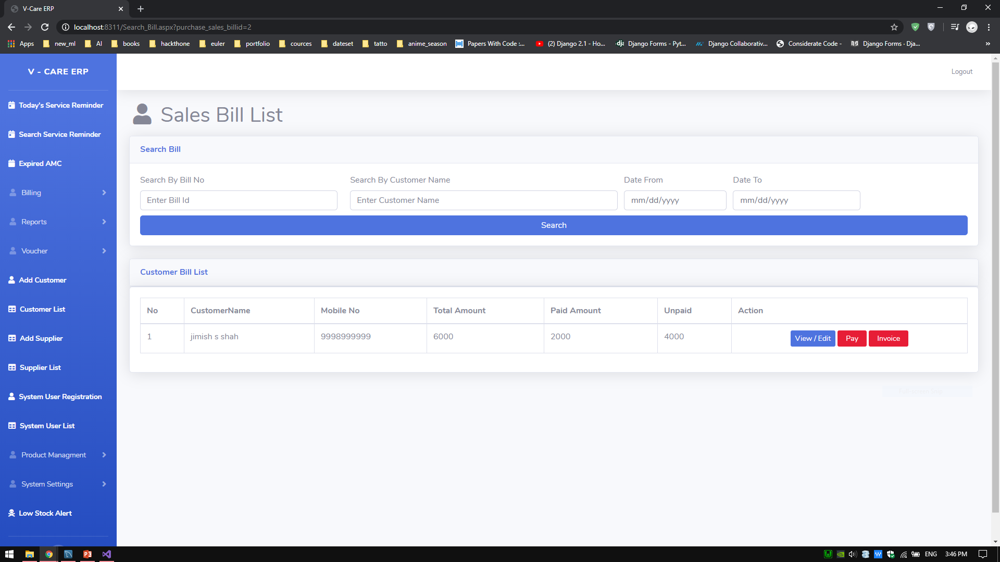 V-Care ERP
localhost:8311/Search_Bill.aspx?purchase_sales_billid=2
Apps new_ml AI books hackthone euler portfolio cources dateset tatto anime_season Papers With Code :... (2) Django 2.1 - Ho... Django Forms - Pyt... Django Collaborativ... Considerate Code - Django Forms · Dja... »
V - CARE ERP
Logout
Today's Service Reminder
Search Service Reminder
Expired AMC
Billing
Reports
Voucher
Add Customer
Customer List
Add Supplier
Supplier List
System User Registration
System User List
Product Managment
System Settings
Low Stock Alert
Sales Bill List
Search Bill
Search By Bill No Search By Customer Name Date From Date To
Enter Bill Id Enter Customer Name mm/dd/yyyy mm/dd/yyyy
Search
Customer Bill List
No CustomerName Mobile No Total Amount Paid Amount Unpaid Action
1 jimish s shah 9998999999 6000 2000 4000 View / Edit Pay Invoice
ENG 3:46 PM